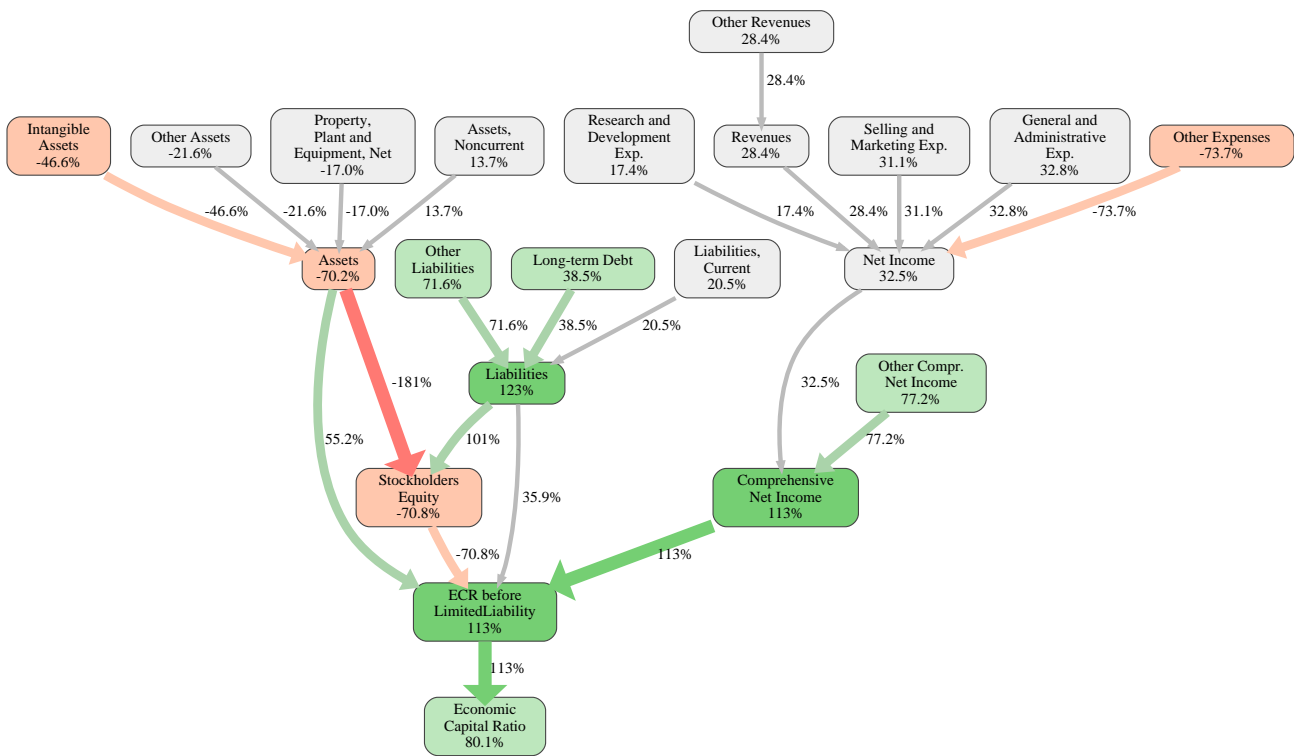 Other Revenues
28.4%
28.4%
Intangible
Assets
-46.6%
Other Assets
-21.6%
Property,
Plant and
Equipment, Net
-17.0%
Assets,
Noncurrent
13.7%
Research and
Development
Exp.
17.4%
Revenues
28.4%
Selling and
Marketing Exp.
31.1%
General and
Administrative
Exp.
32.8%
Other Expenses
-73.7%
-46.6%
-21.6%
-17.0%
13.7%
17.4%
28.4%
31.1%
32.8%
-73.7%
Assets
-70.2%
Other
Liabilities
71.6%
Long-term Debt
38.5%
Liabilities,
Current
20.5%
Net Income
32.5%
71.6%
38.5%
20.5%
Liabilities
123%
-181%
32.5%
Other Compr.
Net Income
77.2%
55.2%
101%
77.2%
Stockholders
Equity
-70.8%
35.9%
Comprehensive
Net Income
113%
-70.8%
113%
ECR before
LimitedLiability
113%
113%
Economic
Capital Ratio
80.1%